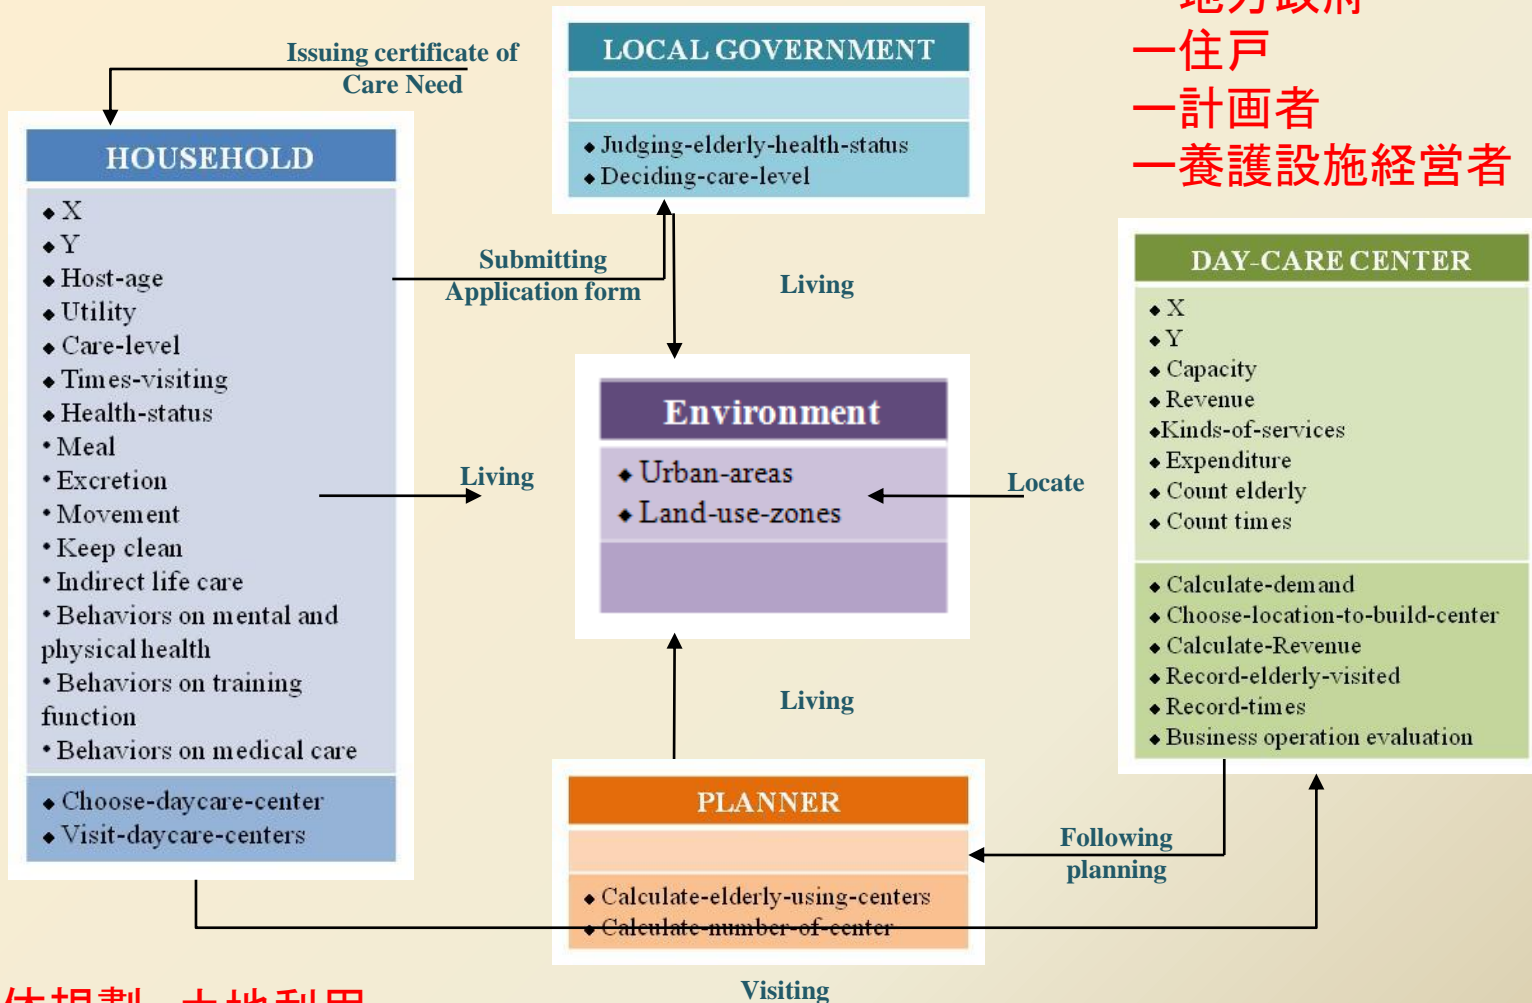 地方政府
一住戸
一計画者
一養護設施経営者
Issuing certificate of
Care Need
LOCAL GOVERNMENT
◆ Judging-elderly-health-status
◆ Deciding-care-level
HOUSEHOLD
◆ X
◆ Y
◆ Host-age
◆ Utility
◆ Care-level
◆ Times-visiting
◆ Health-status
• Meal
• Excretion
• Movement
• Keep clean
• Indirect life care
• Behaviors on mental and
physical health
• Behaviors on training
function
• Behaviors on medical care
◆ Choose-daycare-center
◆ Visit-daycare-centers
Submitting
Application form
Living
Living
Environment
◆ Urban-areas
◆ Land-use-zones
Locate
DAY-CARE CENTER
◆ X
◆ Y
◆ Capacity
◆ Revenue
◆Kinds-of-services
◆ Expenditure
◆ Count elderly
◆ Count times
◆ Calculate-demand
◆ Choose-location-to-build-center
◆ Calculate-Revenue
◆ Record-elderly-visited
◆ Record-times
◆ Business operation evaluation
Living
PLANNER
◆ Calculate-elderly-using-centers
◆ Calculate-number-of-center
Following
planning
Visiting
土地利用